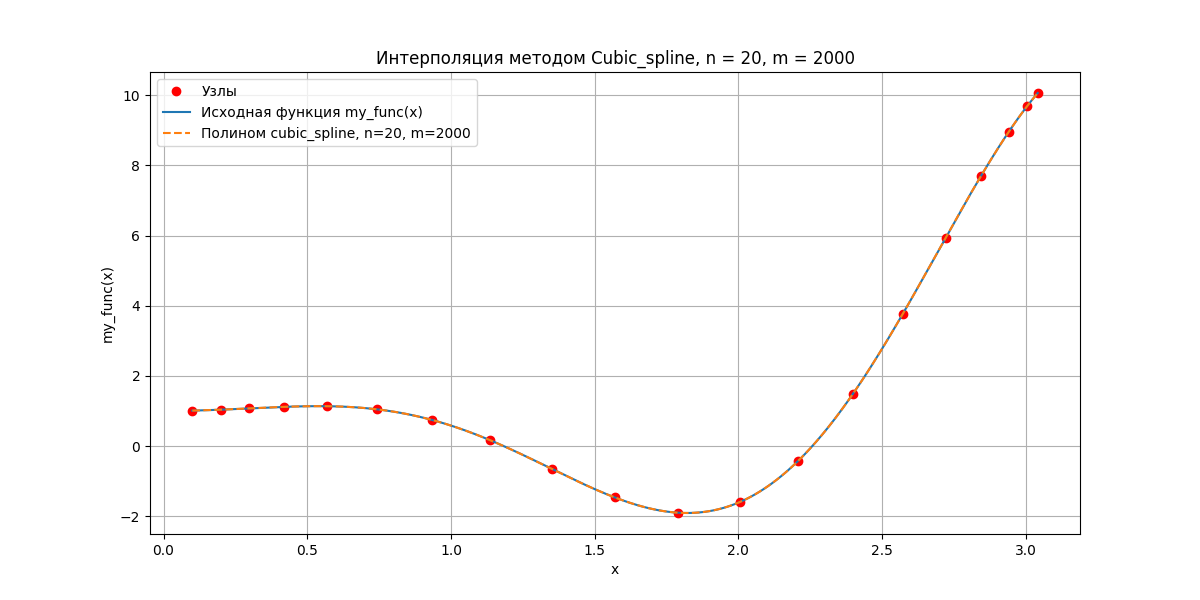 Интерполяция методом Cubic_spline, n = 20, m = 2000
Узлы
Исходная функция my_func(x)
Полином cubic_spline, n=20, m=2000
my_func(x)
10
8
6
4
2
0
−2
0.0 0.5 1.0 1.5 2.0 2.5 3.0
x